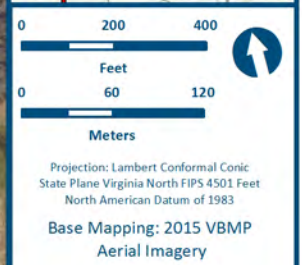 0 200 400
Feet
0 60 120
Meters
Projection: Lambert Conformal Conic
State Plane Virginia North FIPS 4501 Feet
North American Datum of 1983
Base Mapping: 2015 VBMP
Aerial Imagery